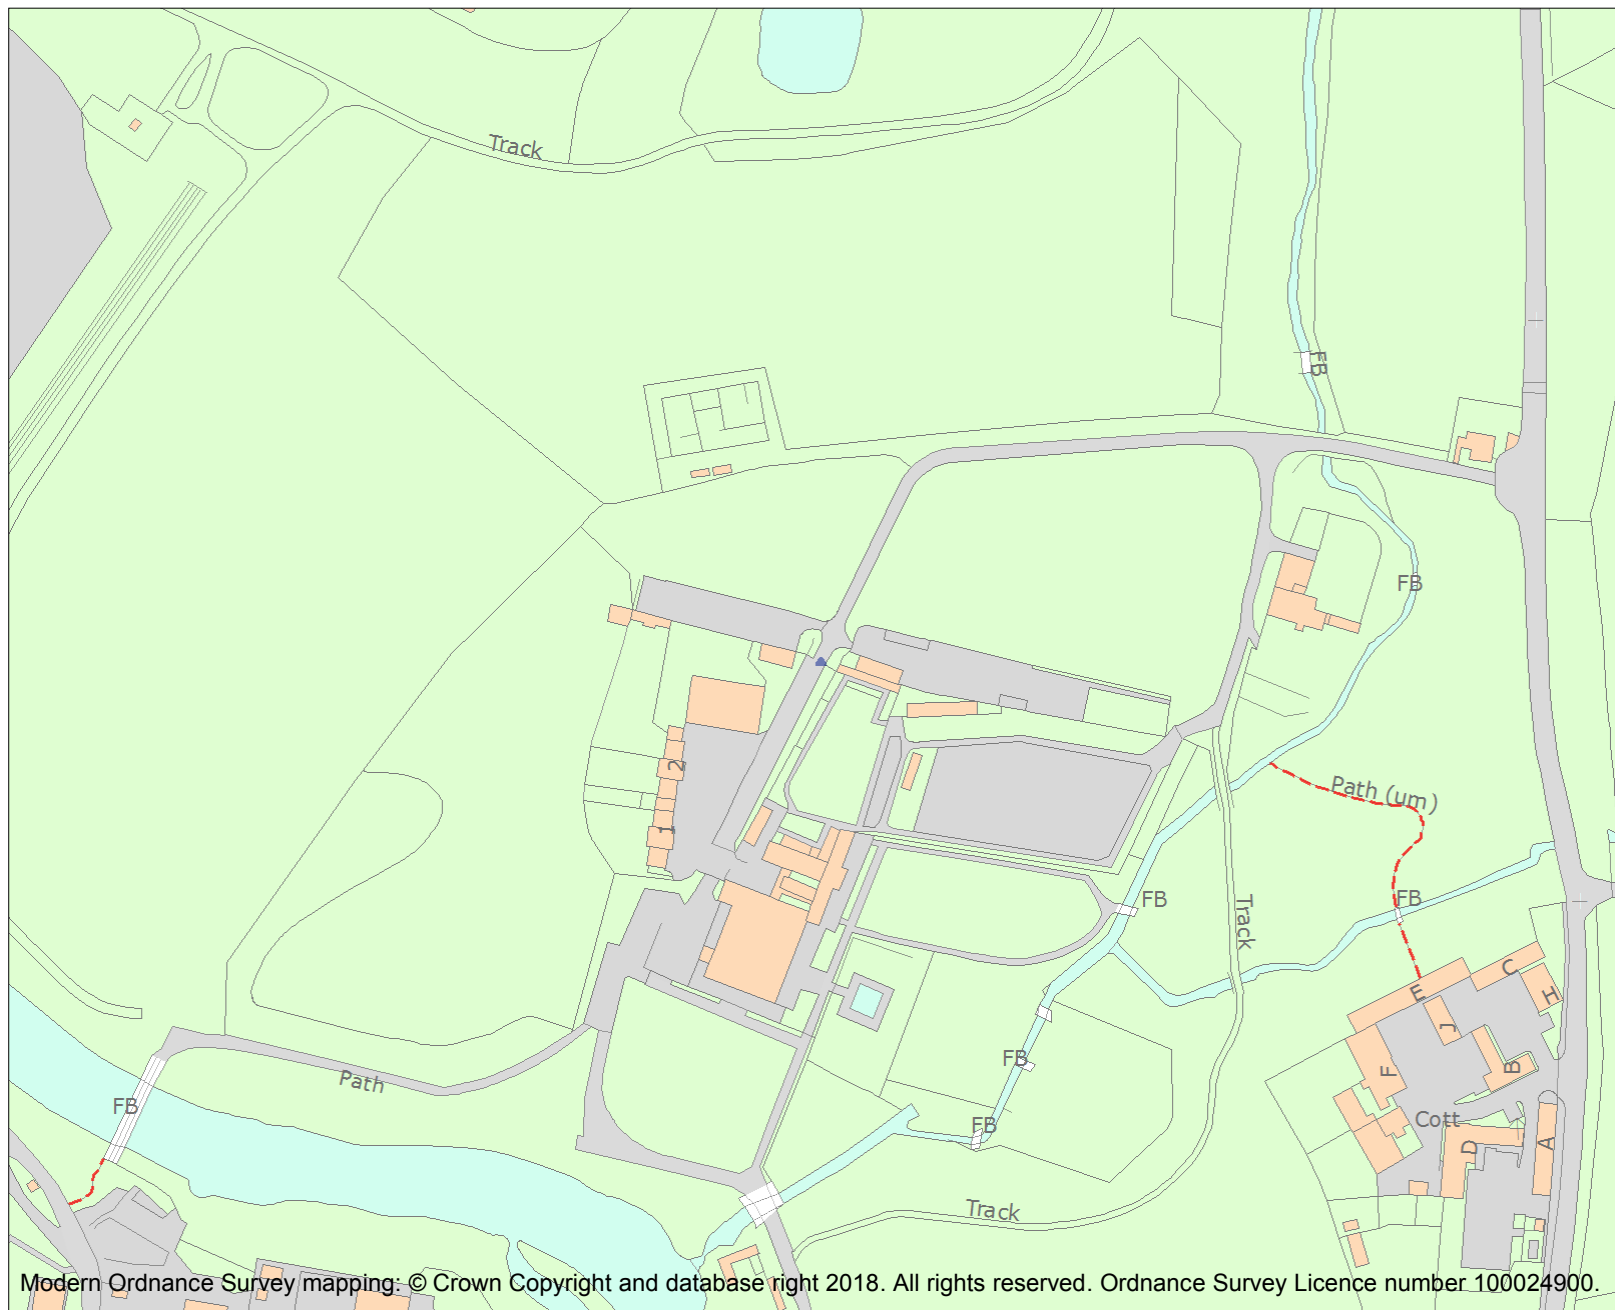 Track
FB
FB
2
Path (um)
1
FB
FB
Track
C
E
H
J
FB
F
B
Path
FB
Cott
FB
D
A
Track
Modern Ordnance Survey mapping: © Crown Copyright and database right 2018. All rights reserved. Ordnance Survey Licence number 100024900.